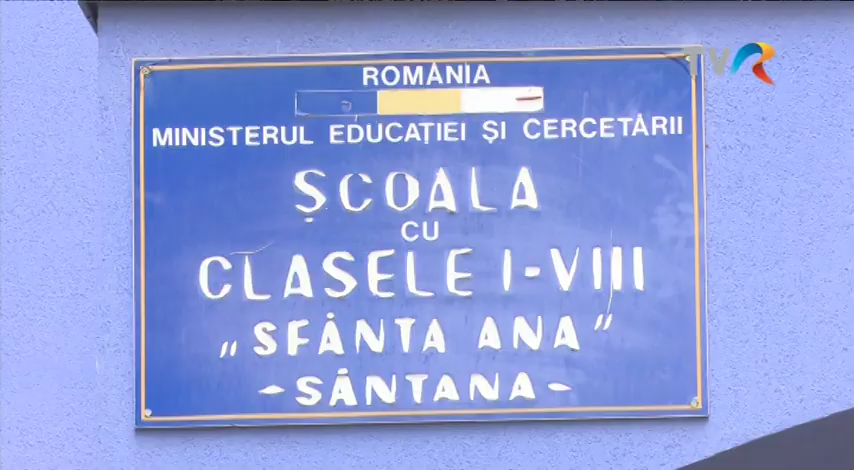 TVR
ROMÂNIA
MINISTERUL EDUCAȚIEI ȘI CERCETĂRII
ȘCOALA
CU
CLASELE I-VIII
„SFÂNTA ANA”
-SÂNTANA-